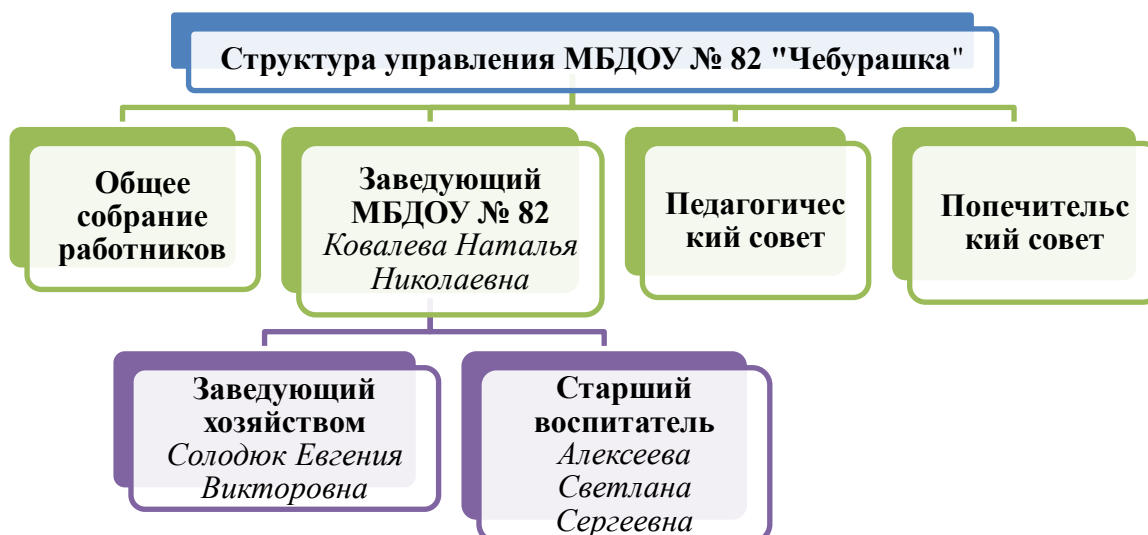 Структура управления МБДОУ № 82 "Чебурашка"
Общее
собрание
работников
Заведующий
МБДОУ № 82
Ковалева Наталья
Николаевна
Педагогичес
кий совет
Попечительс
кий совет
Заведующий
хозяйством
Солодюк Евгения
Викторовна
Старший
воспитатель
Алексеева
Светлана
Сергеевна